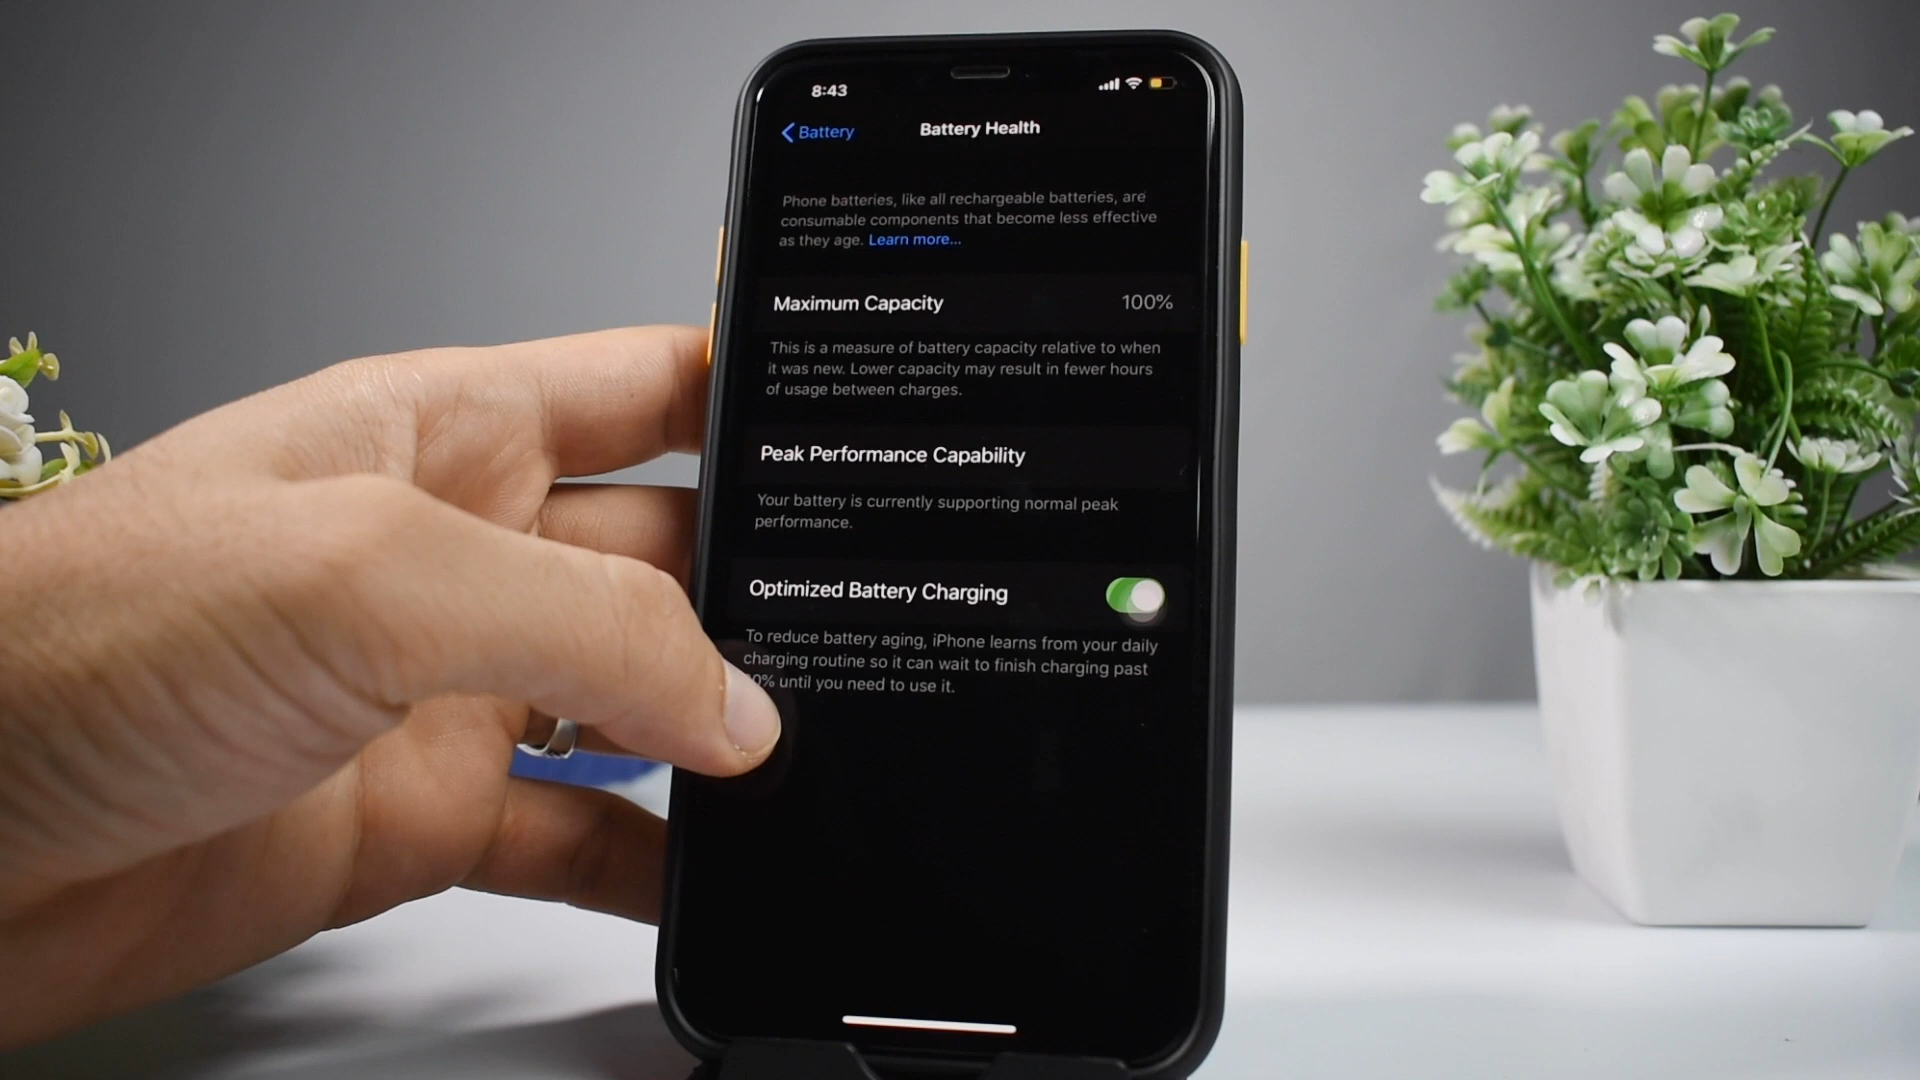 8:43
Battery
Battery Health
Phone batteries, like all rechargeable batteries, are
consumable components that become less effective
as they age. Learn more...
Maximum Capacity 100%
This is a measure of battery capacity relative to when
it was new. Lower capacity may result in fewer hours
of usage between charges.
Peak Performance Capability
Your battery is currently supporting normal peak
performance.
Optimized Battery Charging
To reduce battery aging, iPhone learns from your daily
charging routine so it can wait to finish charging past
until you need to use it.